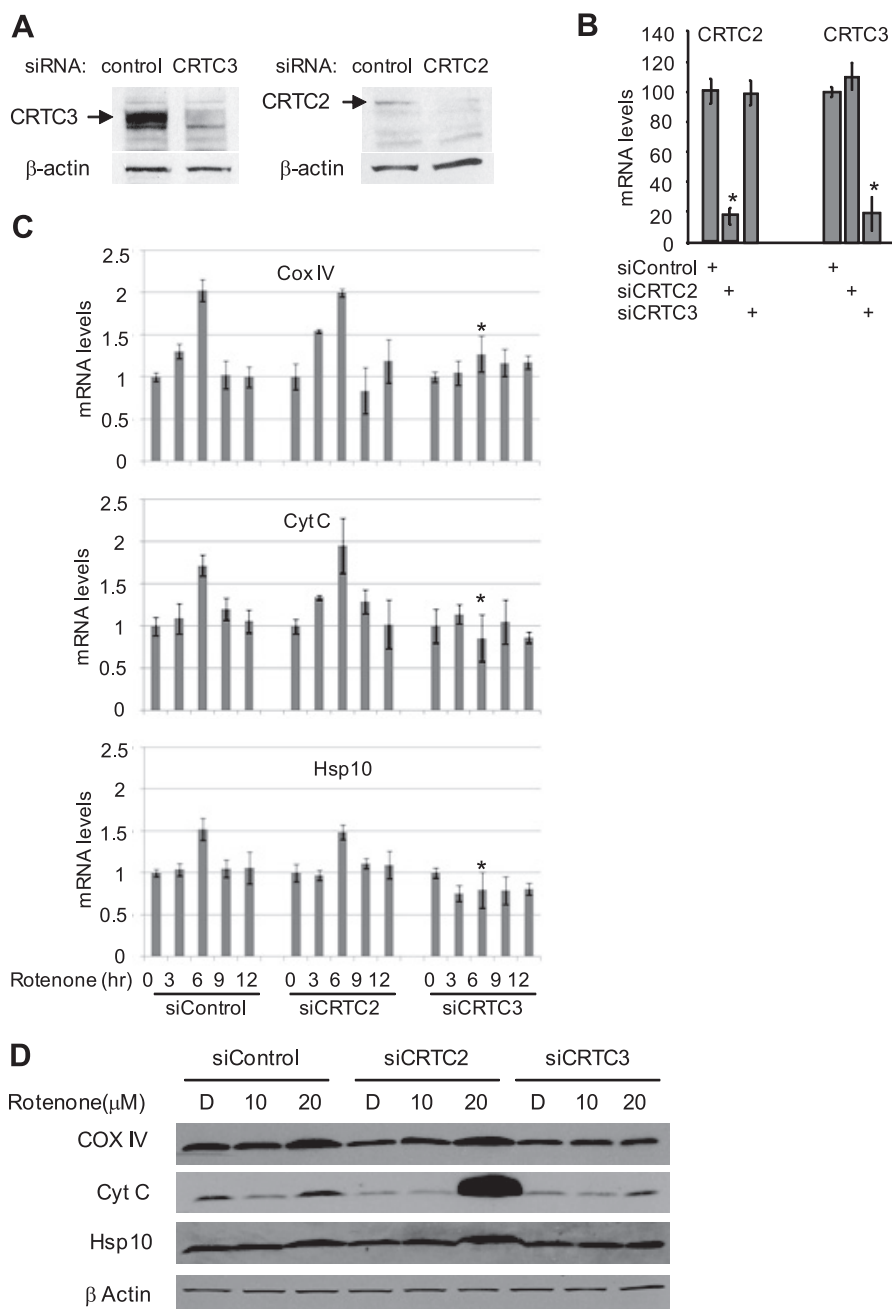 A
siRNA: control CRTC3
CRTC3
β-actin
siRNA: control CRTC2
CRTC2
β-actin
B
CRTC2 CRTC3
mRNA levels
140
120
100
80
60
40
20
0
*
*
siControl + +
siCRTC2 + +
siCRTC3 + +
C
Cox IV
mRNA levels
2.5
2
1.5
1
0.5
0
*
Cyt C
mRNA levels
2.5
2
1.5
1
0.5
0
*
Hsp10
mRNA levels
2.5
2
1.5
1
0.5
0
*
Rotenone (hr) 0 3 6 9 12 0 3 6 9 12 0 3 6 9 12
siControl siCRTC2 siCRTC3
D
siControl siCRTC2 siCRTC3
Rotenone(μM) D 10 20 D 10 20 D 10 20
COX IV
Cyt C
Hsp10
β Actin